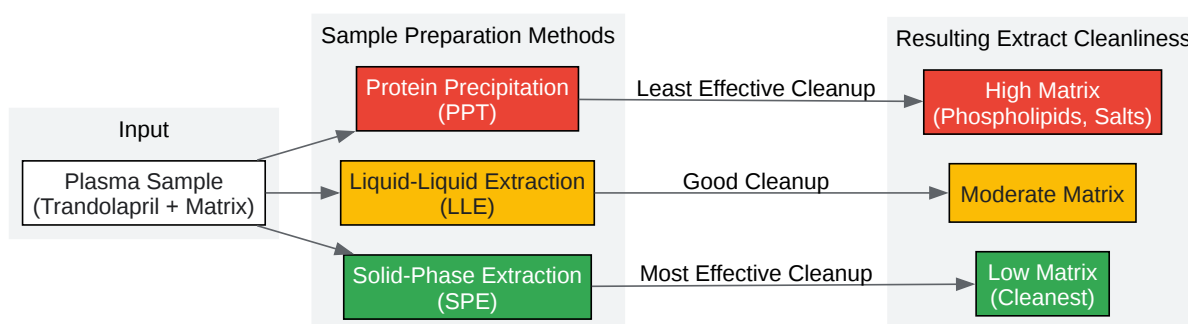 Sample Preparation Methods
Resulting Extract Cleanliness
Protein Precipitation
(PPT)
Least Effective Cleanup
High Matrix
(Phospholipids, Salts)
Input
Plasma Sample
(Trandolapril + Matrix)
Liquid-Liquid Extraction
(LLE)
Good Cleanup
Moderate Matrix
Solid-Phase Extraction
(SPE)
Most Effective Cleanup
Low Matrix
(Cleanest)